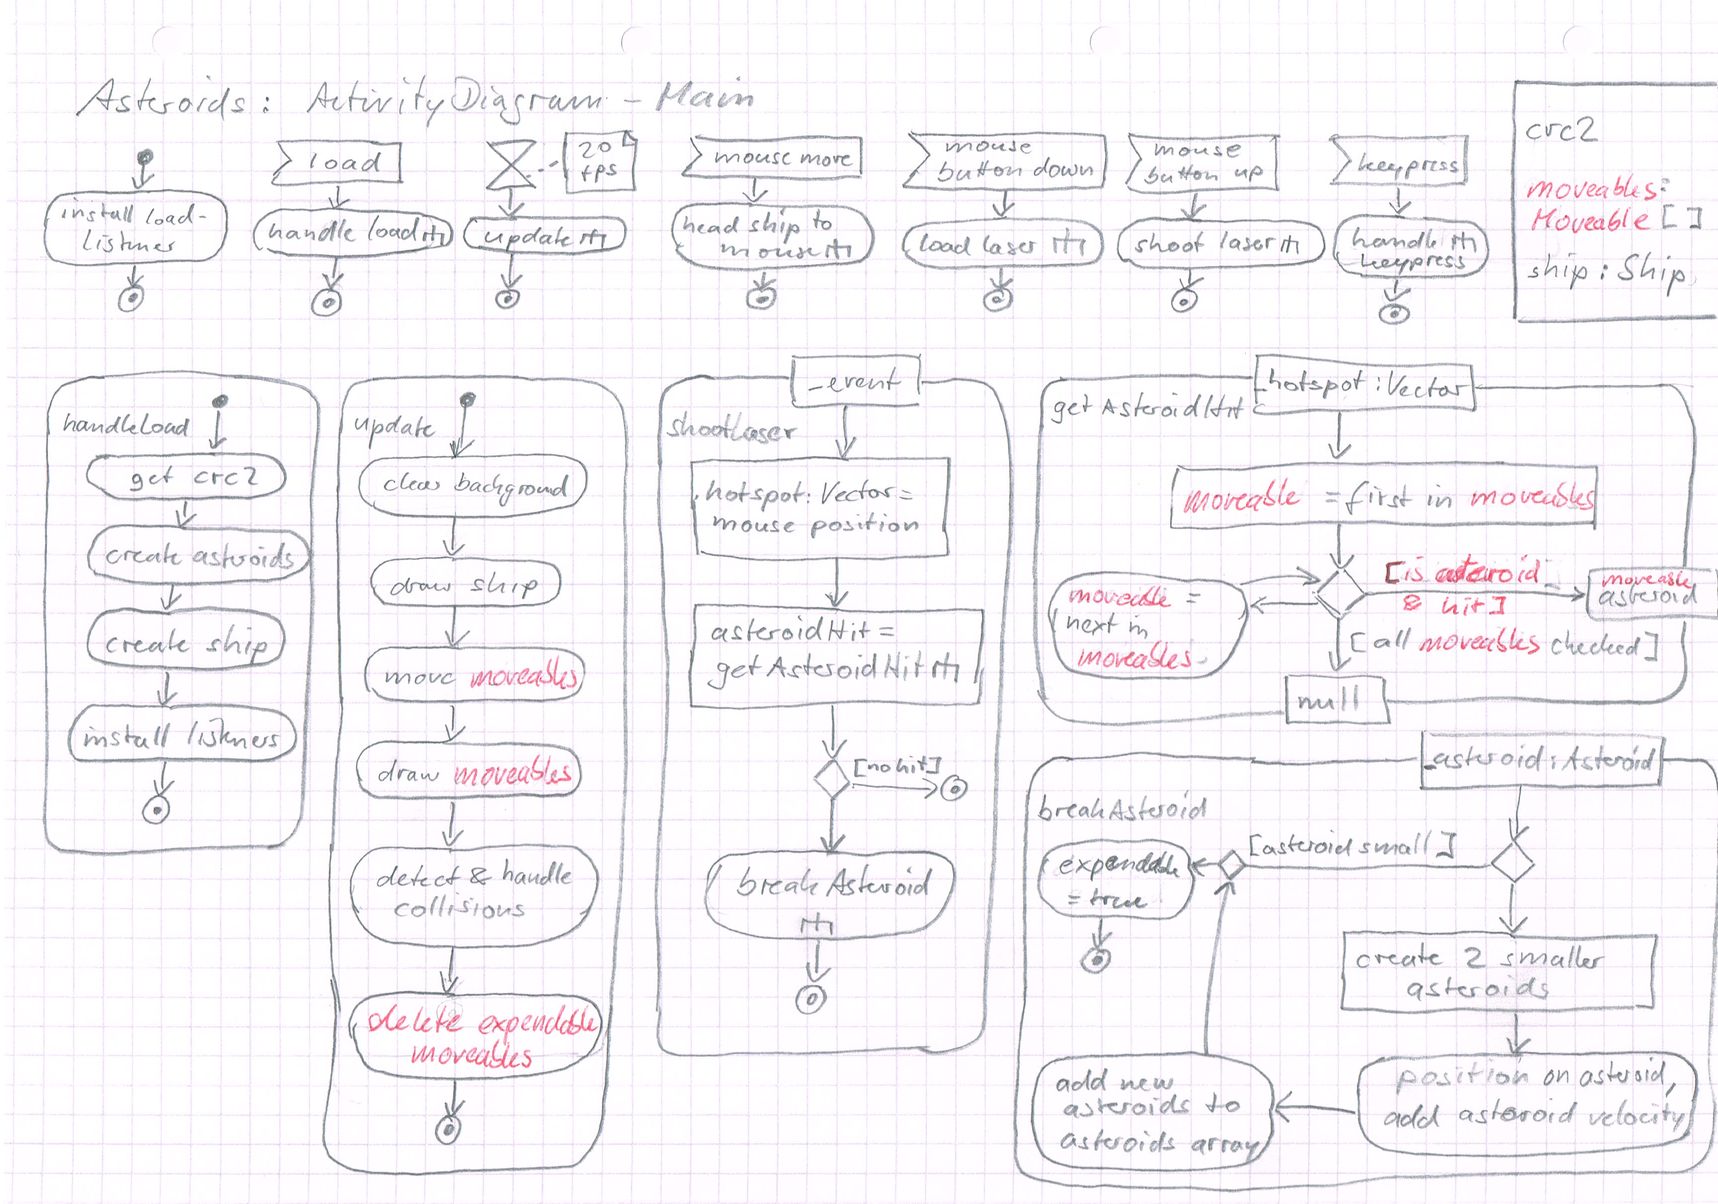 Asteroids: ActivityDiagram - Main
install load-
listner
load
handle load
20
fps
update
mouse move
head ship to
mouse
mouse
button down
load laser
mouse
button up
shoot laser
keypress
handle
keypress
crc2
moveables:
Moveable []
ship: Ship
handleLoad
get crc2
create asteroids
create ship
install listners
update
clear background
draw ship
move moveables
draw moveables
detect & handle
collisions
delete expendable
moveables
_event
shootLaser
hotspot: Vector =
mouse position
asteroidHit =
getAsteroidHit
[no hit]
breakAsteroid
_hotspot: Vector
getAsteroidHit
moveable = first in moveables
[is asteroid
& hit]
moveable
asteroid
moveable =
next in
moveables
[all moveables checked]
null
_asteroid: Asteroid
breakAsteroid
[asteroid small]
expendable
= true
create 2 smaller
asteroids
position on asteroid,
add asteroid velocity
add new
asteroids to
asteroids array